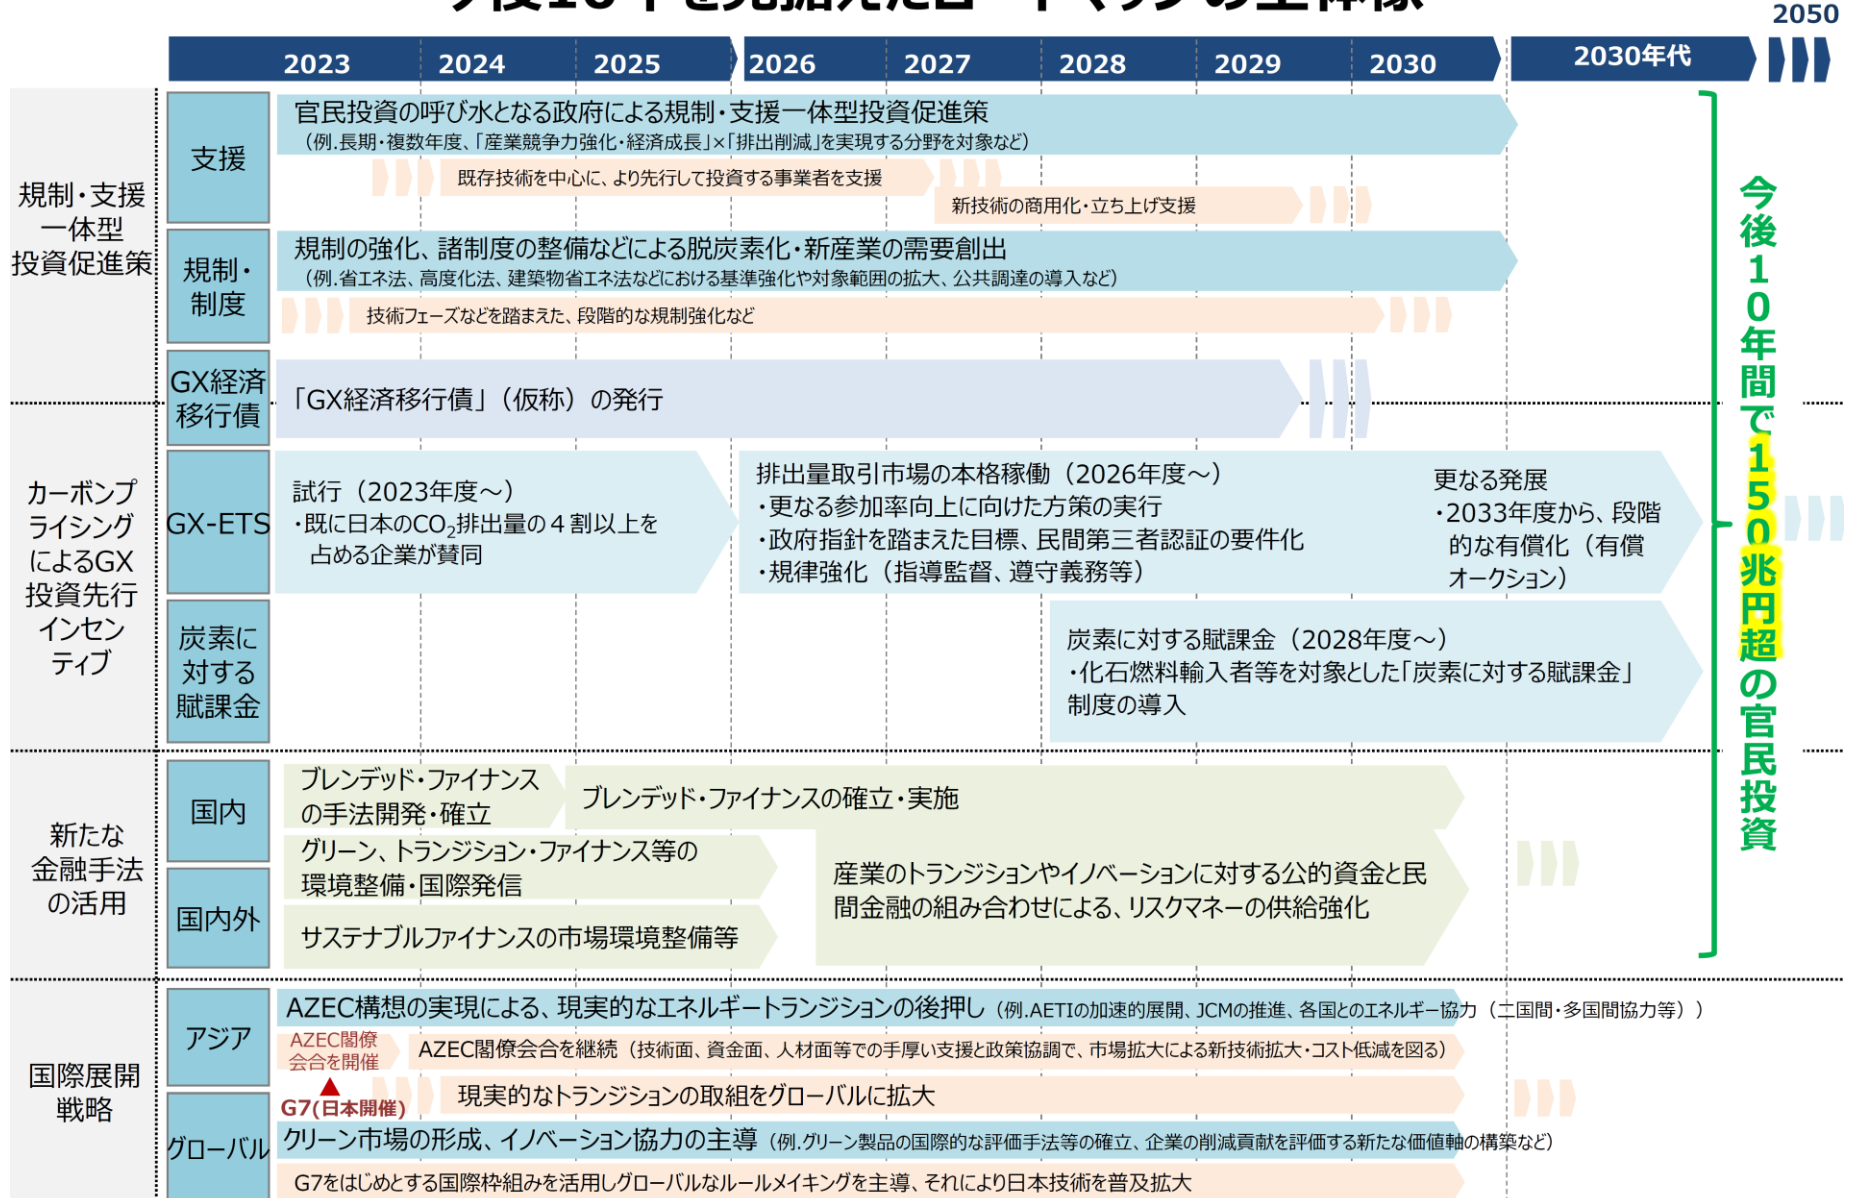 今後10年を見据えたロードマップの全体像
2050
2023
2024
2025
2026
2027
2028
2029
2030
2030年代
規制・支援
一体型
投資促進策
支援
官民投資の呼び水となる政府による規制・支援一体型投資促進策
（例.長期・複数年度、「産業競争力強化・経済成長」×「排出削減」を実現する分野を対象など）
既存技術を中心に、より先行して投資する事業者を支援
新技術の商用化・立ち上げ支援
規制・
制度
規制の強化、諸制度の整備などによる脱炭素化・新産業の需要創出
（例.省エネ法、高度化法、建築物省エネ法などにおける基準強化や対象範囲の拡大、公共調達の導入など）
技術フェーズなどを踏まえた、段階的な規制強化など
GX経済
移行債
「GX経済移行債」（仮称）の発行
カーボンプ
ライシング
によるGX
投資先行
インセン
ティブ
GX-ETS
試行（2023年度～）
・既に日本のCO2排出量の４割以上を
占める企業が賛同
排出量取引市場の本格稼働（2026年度～）
・更なる参加率向上に向けた方策の実行
・政府指針を踏まえた目標、民間第三者認証の要件化
・規律強化（指導監督、遵守義務等）
更なる発展
・2033年度から、段階
的な有償化（有償
オークション）
炭素に
対する
賦課金
炭素に対する賦課金（2028年度～）
・化石燃料輸入者等を対象とした「炭素に対する賦課金」
制度の導入
新たな
金融手法
の活用
国内
ブレンデッド・ファイナンス
の手法開発・確立
ブレンデッド・ファイナンスの確立・実施
国内外
グリーン、トランジション・ファイナンス等の
環境整備・国際発信
サステナブルファイナンスの市場環境整備等
産業のトランジションやイノベーションに対する公的資金と民
間金融の組み合わせによる、リスクマネーの供給強化
今後10年間で150兆円超の官民投資
国際展開
戦略
アジア
AZEC構想の実現による、現実的なエネルギートランジションの後押し（例.AETIの加速的展開、JCMの推進、各国とのエネルギー協力（二国間・多国間協力等））
AZEC閣僚
会合を開催
AZEC閣僚会合を継続（技術面、資金面、人材面等での手厚い支援と政策協調で、市場拡大による新技術拡大・コスト低減を図る）
G7(日本開催)
現実的なトランジションの取組をグローバルに拡大
グローバル
クリーン市場の形成、イノベーション協力の主導（例.グリーン製品の国際的な評価手法等の確立、企業の削減貢献を評価する新たな価値軸の構築など）
G7をはじめとする国際枠組みを活用しグローバルなルールメイキングを主導、それにより日本技術を普及拡大